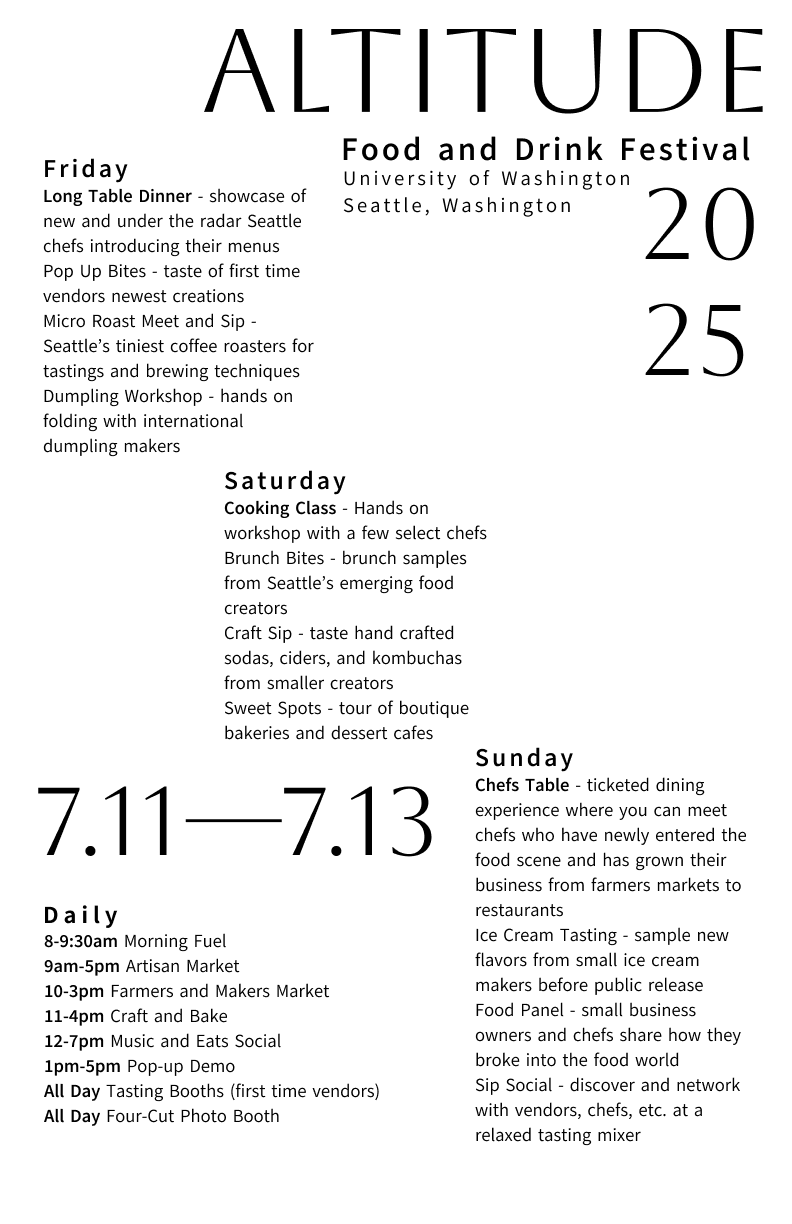 ALTITUDE
Food and Drink Festival
University of Washington
Seattle, Washington
20
25
Friday
Long Table Dinner - showcase of
new and under the radar Seattle
chefs introducing their menus
Pop Up Bites - taste of first time
vendors newest creations
Micro Roast Meet and Sip -
Seattle's tiniest coffee roasters for
tastings and brewing techniques
Dumpling Workshop - hands on
folding with international
dumpling makers
Saturday
Cooking Class - Hands on
workshop with a few select chefs
Brunch Bites - brunch samples
from Seattle's emerging food
creators
Craft Sip - taste hand crafted
sodas, ciders, and kombuchas
from smaller creators
Sweet Spots - tour of boutique
bakeries and dessert cafes
Sunday
Chefs Table - ticketed dining
experience where you can meet
chefs who have newly entered the
food scene and has grown their
business from farmers markets to
restaurants
Ice Cream Tasting - sample new
flavors from small ice cream
makers before public release
Food Panel - small business
owners and chefs share how they
broke into the food world
Sip Social - discover and network
with vendors, chefs, etc. at a
relaxed tasting mixer
7.11—7.13
Daily
8-9:30am Morning Fuel
9am-5pm Artisan Market
10-3pm Farmers and Makers Market
11-4pm Craft and Bake
12-7pm Music and Eats Social
1pm-5pm Pop-up Demo
All Day Tasting Booths (first time vendors)
All Day Four-Cut Photo Booth